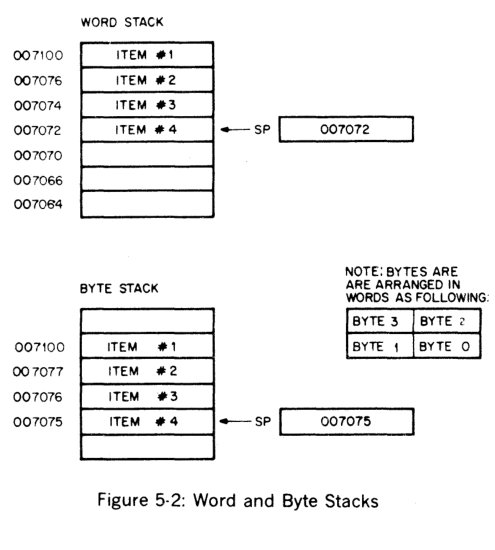 WORD STACK
007100 ITEM #1
007076 ITEM #2
007074 ITEM #3
007072 ITEM #4 SP 007072
007070
007066
007064
NOTE: BYTES ARE
ARE ARRANGED IN
WORDS AS FOLLOWING:
BYTE 3 BYTE 2
BYTE 1 BYTE 0
BYTE STACK
007100 ITEM #1
007077 ITEM #2
007076 ITEM #3
007075 ITEM #4 SP 007075
Figure 5-2: Word and Byte Stacks